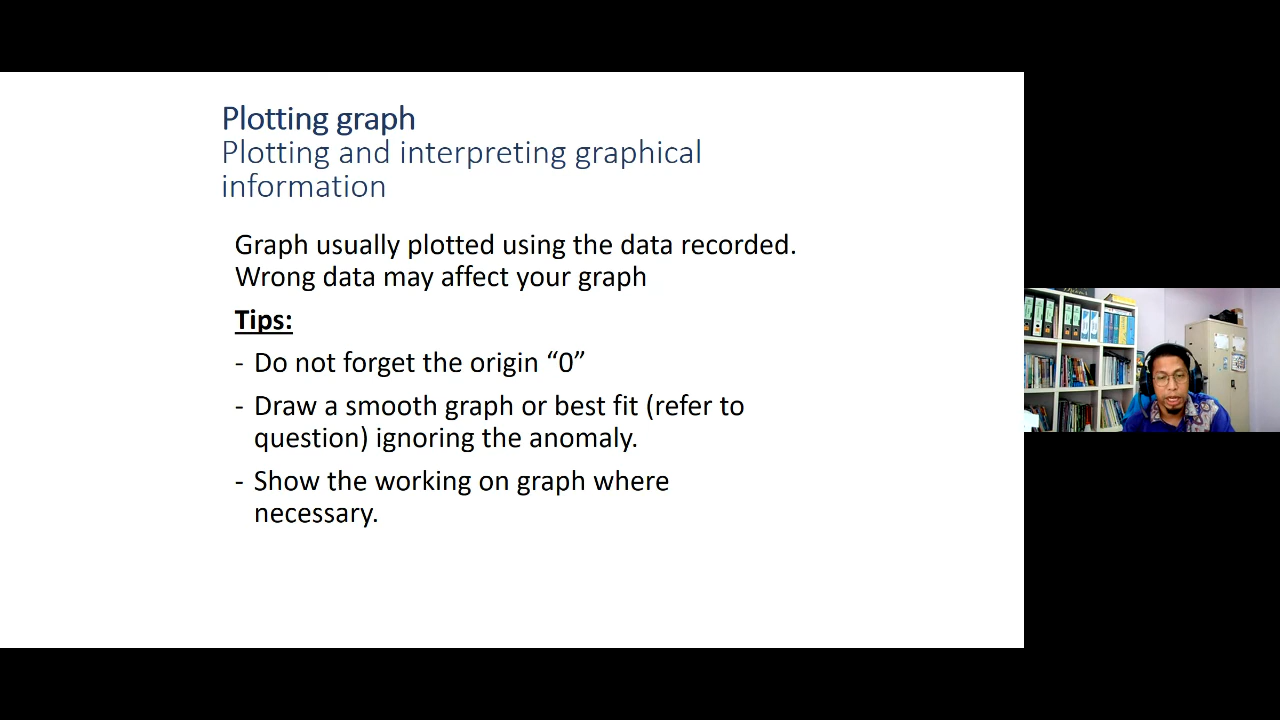 Plotting graph
Plotting and interpreting graphical
information
Graph usually plotted using the data recorded.
Wrong data may affect your graph
Tips:
- Do not forget the origin “0”
- Draw a smooth graph or best fit (refer to
question) ignoring the anomaly.
- Show the working on graph where
necessary.